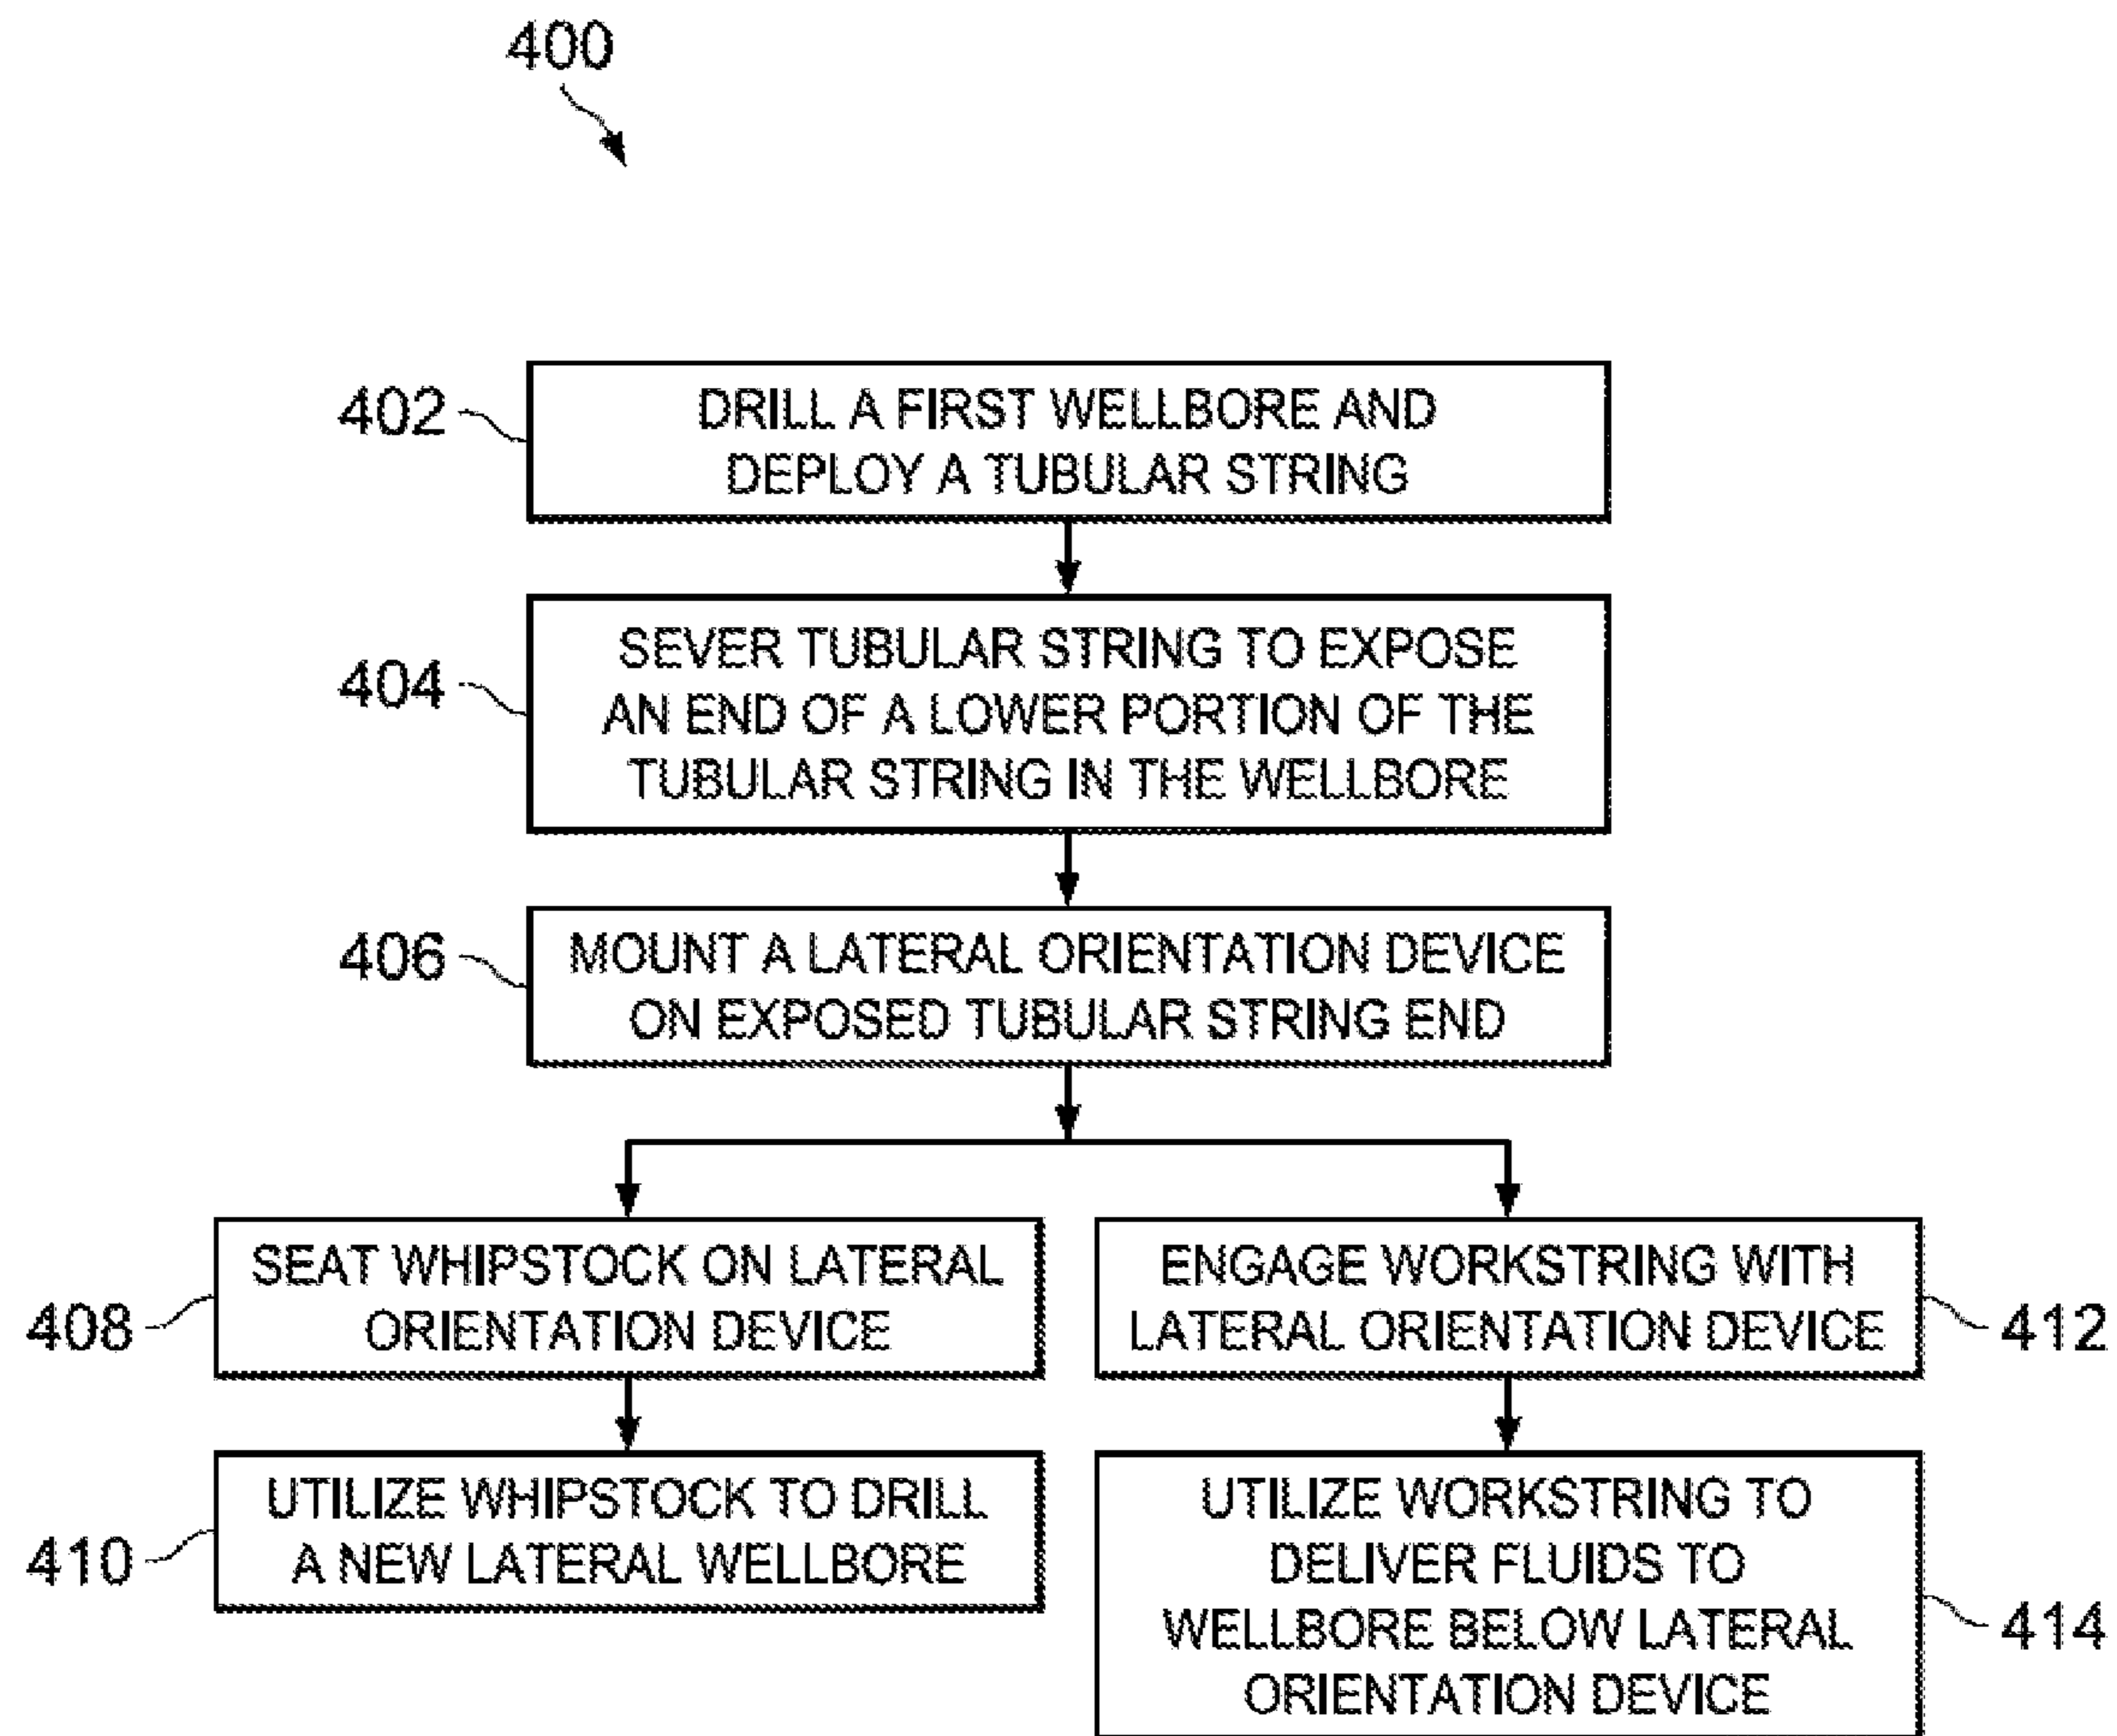 400
402
DRILL A FIRST WELLBORE AND
DEPLOY A TUBULAR STRING
404
SEVER TUBULAR STRING TO EXPOSE
AN END OF A LOWER PORTION OF THE
TUBULAR STRING IN THE WELLBORE
406
MOUNT A LATERAL ORIENTATION DEVICE
ON EXPOSED TUBULAR STRING END
408
SEAT WHIPSTOCK ON LATERAL
ORIENTATION DEVICE
410
UTILIZE WHIPSTOCK TO DRILL
A NEW LATERAL WELLBORE
ENGAGE WORKSTRING WITH
LATERAL ORIENTATION DEVICE
412
UTILIZE WORKSTRING TO
DELIVER FLUIDS TO
WELLBORE BELOW LATERAL
ORIENTATION DEVICE
414